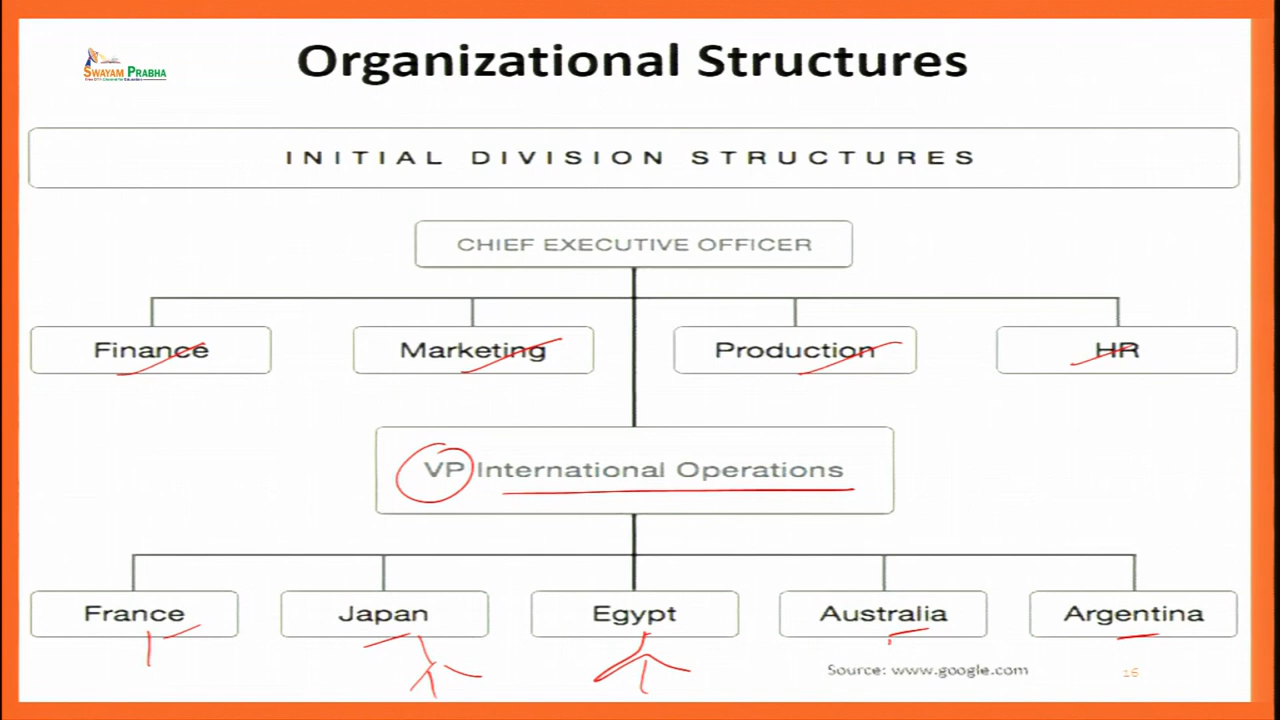 Organizational Structures
SWAYAM PRABHA
INITIAL DIVISION STRUCTURES
CHIEF EXECUTIVE OFFICER
Finance Marketing Production HR
VP International Operations
France Japan Egypt Australia Argentina
Source: www.google.com 16